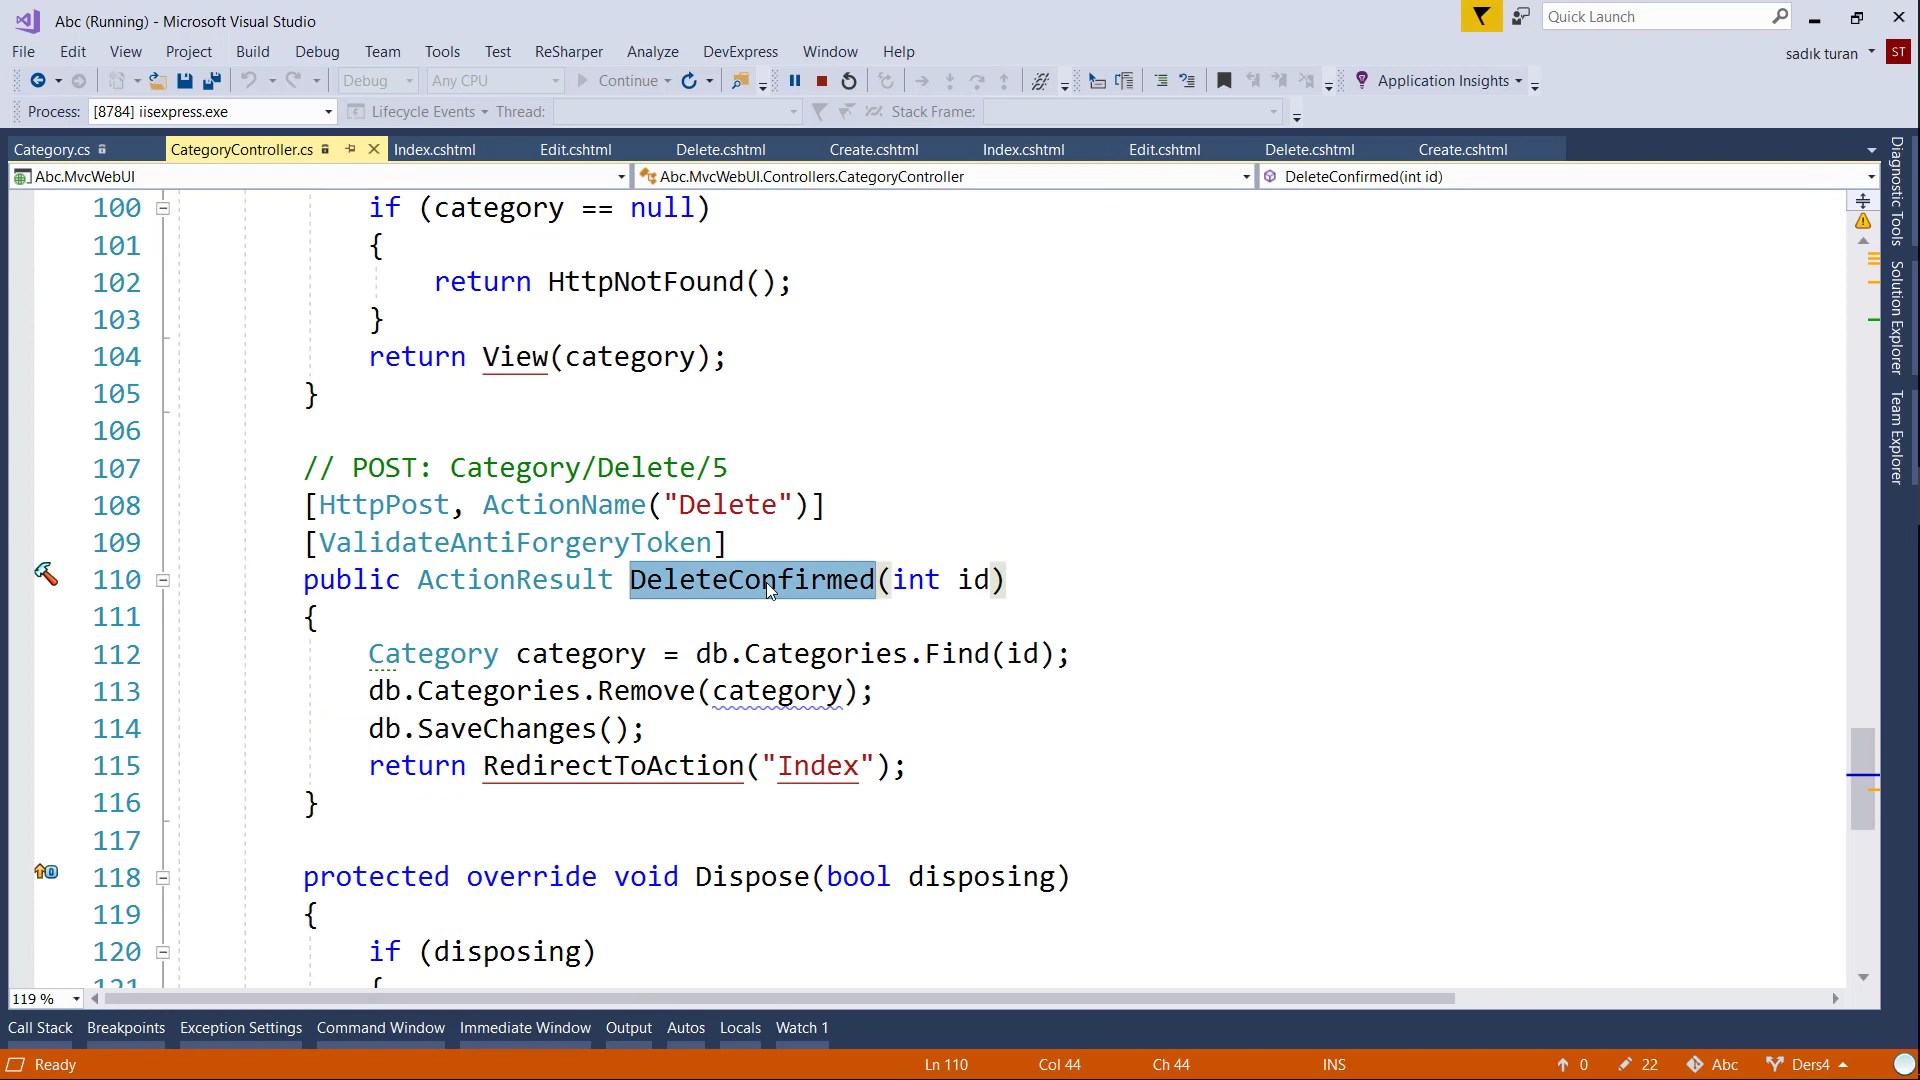 Abc (Running) - Microsoft Visual Studio
Quick Launch
File Edit View Project Build Debug Team Tools Test ReSharper Analyze DevExpress Window Help
sadık turan ST
Debug Any CPU Continue Application Insights
Process: [8784] iisexpress.exe Lifecycle Events Thread: Stack Frame:
Category.cs CategoryController.cs Index.cshtml Edit.cshtml Delete.cshtml Create.cshtml Index.cshtml Edit.cshtml Delete.cshtml Create.cshtml
Abc.MvcWebUI Abc.MvcWebUI.Controllers.CategoryController DeleteConfirmed(int id)
100 if (category == null)
101 {
102 return HttpNotFound();
103 }
104 return View(category);
105 }
106
107 // POST: Category/Delete/5
108 [HttpPost, ActionName("Delete")]
109 [ValidateAntiForgeryToken]
110 public ActionResult DeleteConfirmed(int id)
111 {
112 Category category = db.Categories.Find(id);
113 db.Categories.Remove(category);
114 db.SaveChanges();
115 return RedirectToAction("Index");
116 }
117
118 protected override void Dispose(bool disposing)
119 {
120 if (disposing)
121 {
119 %
Diagnostic Tools
Solution Explorer
Team Explorer
Call Stack Breakpoints Exception Settings Command Window Immediate Window Output Autos Locals Watch 1
Ready Ln 110 Col 44 Ch 44 INS 0 22 Abc Ders4